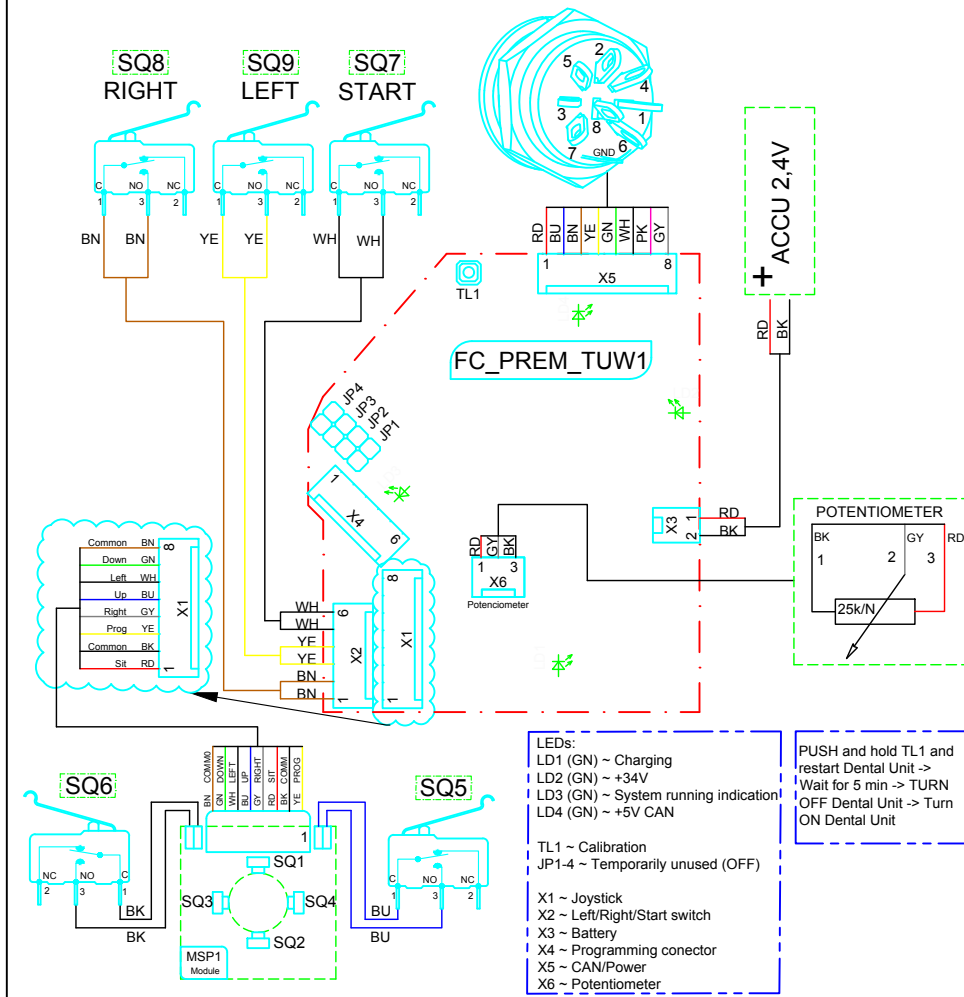 SQ8
RIGHT
SQ9
LEFT
SQ7
START
C NO NC
1 3 2
C NO NC
1 3 2
C NO NC
1 3 2
BN BN
YE YE
WH WH
2
5
4
3
1
8
7
6
GND
RD BU BN YE GN WH PK GY
1 8
X5
TL1
FC_PREM_TUW1
+ ACCU 2,4V
RD BK
JP4
JP3
JP2
JP1
1
X4
6
X3
1 RD
2 BK
RD GY BK
1 3
X6
Potenciometer
POTENTIOMETER
BK GY RD
1 2 3
25k/N
Common BN 8
Down GN
Left WH
Up BU
X1
Right GY
Prog YE
Common BK
Sit RD 1
WH 6
WH
YE
X2
YE
BN
BN 1
8
X1
1
BN COMM0
GN DOWN
WH LEFT
BU UP
GY RIGHT
RD SIT
BK COMM
YE PROG
1
SQ6
NC NO C
2 3 1
BK
BK
SQ5
C NO NC
1 3 2
BU
BU
SQ1
SQ3 SQ4
SQ2
MSP1
Module
LEDs:
LD1 (GN) ~ Charging
LD2 (GN) ~ +34V
LD3 (GN) ~ System running indication
LD4 (GN) ~ +5V CAN
TL1 ~ Calibration
JP1-4 ~ Temporarily unused (OFF)
X1 ~ Joystick
X2 ~ Left/Right/Start switch
X3 ~ Battery
X4 ~ Programming conector
X5 ~ CAN/Power
X6 ~ Potentiometer
PUSH and hold TL1 and
restart Dental Unit ->
Wait for 5 min -> TURN
OFF Dental Unit -> Turn
ON Dental Unit